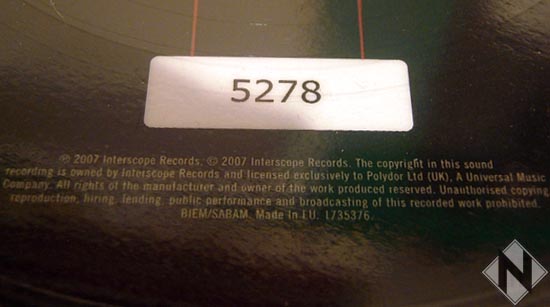 5278
℗ 2007 Interscope Records. © 2007 Interscope Records. The copyright in this sound
recording is owned by Interscope Records and licensed exclusively to Polydor Ltd (UK), A Universal Music
Company. All rights of the manufacturer and owner of the work produced reserved. Unauthorised copying,
reproduction, hiring, lending, public performance and broadcasting of this recorded work prohibited.
BIEM/SABAM. Made in E.U. 1735376.
N